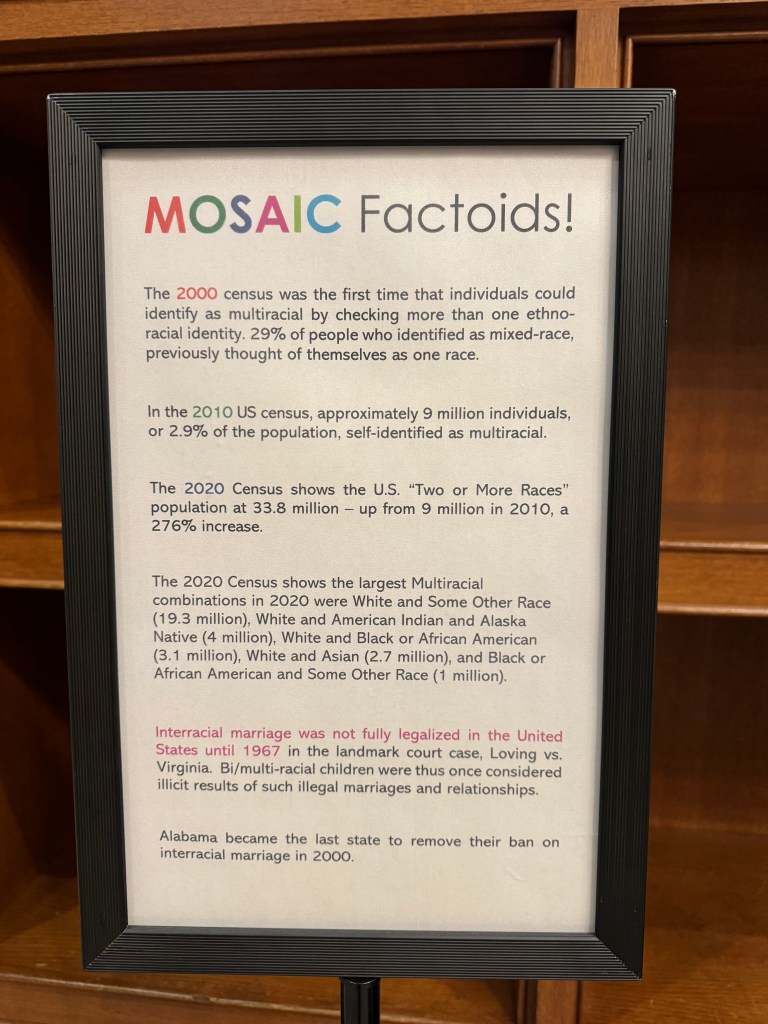 MOSAIC Factoids!
The 2000 census was the first time that individuals could
identify as multiracial by checking more than one ethno-
racial identity. 29% of people who identified as mixed-race,
previously thought of themselves as one race.
In the 2010 US census, approximately 9 million individuals,
or 2.9% of the population, self-identified as multiracial.
The 2020 Census shows the U.S. “Two or More Races”
population at 33.8 million – up from 9 million in 2010, a
276% increase.
The 2020 Census shows the largest Multiracial
combinations in 2020 were White and Some Other Race
(19.3 million), White and American Indian and Alaska
Native (4 million), White and Black or African American
(3.1 million), White and Asian (2.7 million), and Black or
African American and Some Other Race (1 million).
Interracial marriage was not fully legalized in the United
States until 1967 in the landmark court case, Loving vs.
Virginia. Bi/multi-racial children were thus once considered
illicit results of such illegal marriages and relationships.
Alabama became the last state to remove their ban on
interracial marriage in 2000.